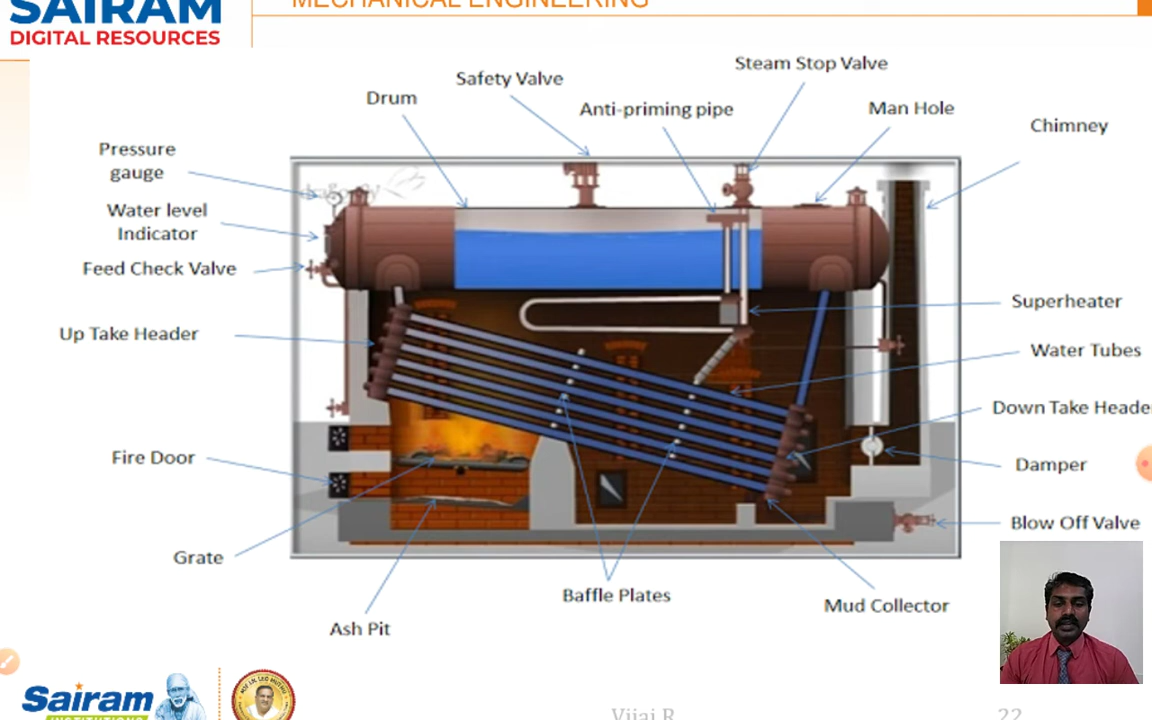 SAIRAM
DIGITAL RESOURCES
MECHANICAL ENGINEERING
Steam Stop Valve
Safety Valve
Drum
Anti-priming pipe
Man Hole
Chimney
Pressure
gauge
Water level
Indicator
Feed Check Valve
Superheater
Up Take Header
Water Tubes
Down Take Heade
Fire Door
Damper
Blow Off Valve
Grate
Baffle Plates
Mud Collector
Ash Pit
Sairam
INSTITUTIONS
Vijai R
22